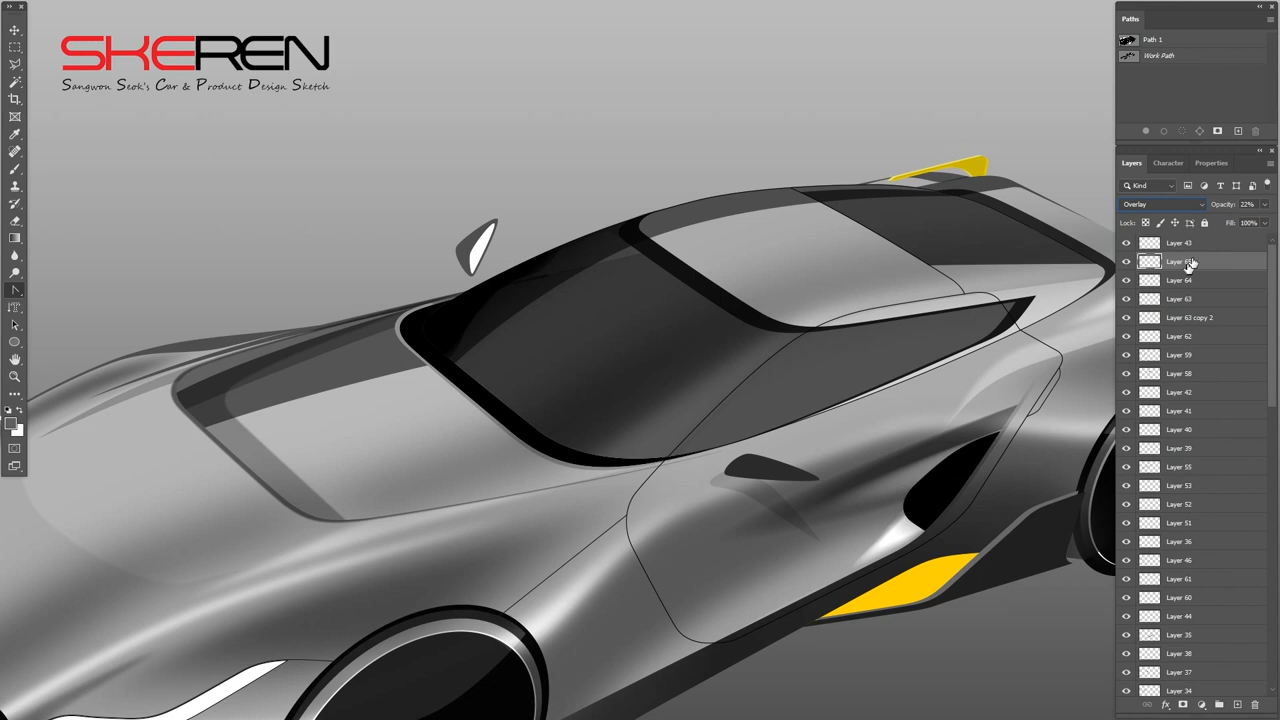 SKEREN
Sangwon Seok's Car & Product Design Sketch
Paths
Path 1
Work Path
Layers Character Properties
Kind
Overlay Opacity: 22%
Lock: Fill: 100%
Layer 43
Layer
Layer 64
Layer 63
Layer 63 copy 2
Layer 62
Layer 59
Layer 58
Layer 42
Layer 41
Layer 40
Layer 39
Layer 55
Layer 53
Layer 52
Layer 51
Layer 36
Layer 46
Layer 61
Layer 60
Layer 44
Layer 35
Layer 38
Layer 37
Layer 34
fx